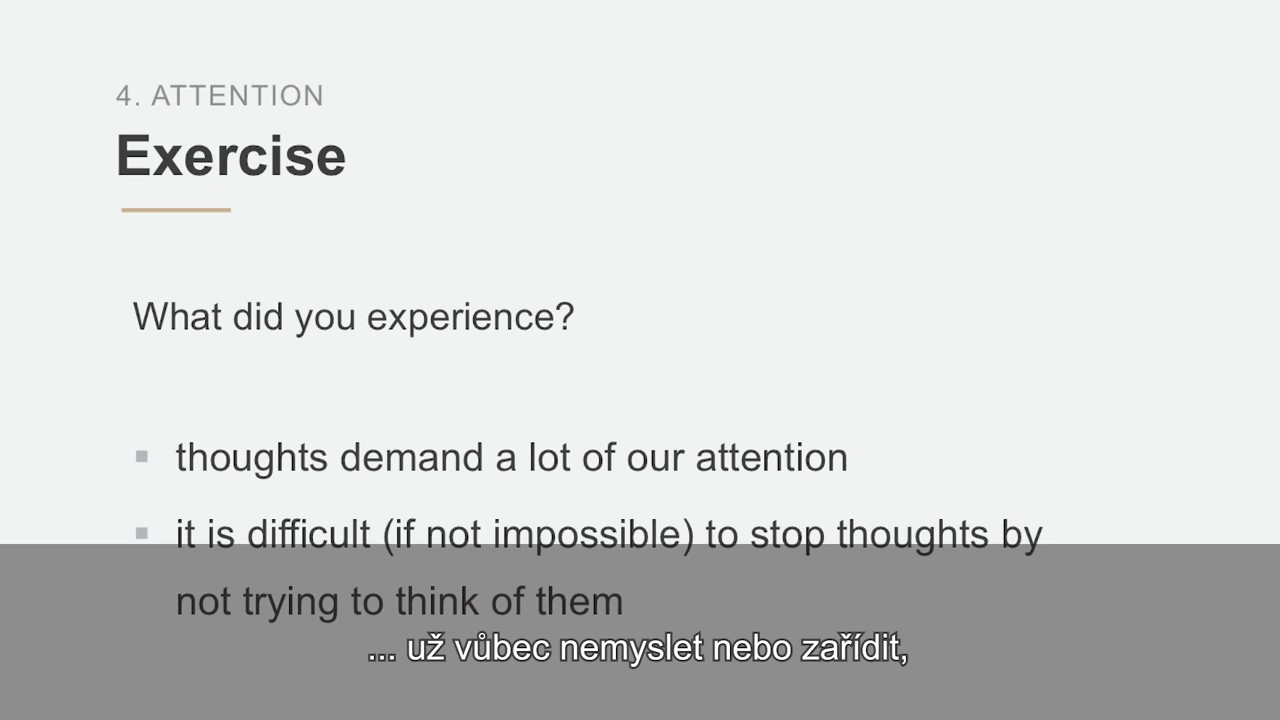 4. ATTENTION
Exercise
What did you experience?
thoughts demand a lot of our attention
it is difficult (if not impossible) to stop thoughts by
not trying to think of them
... už vůbec nemyslet nebo zařídit,